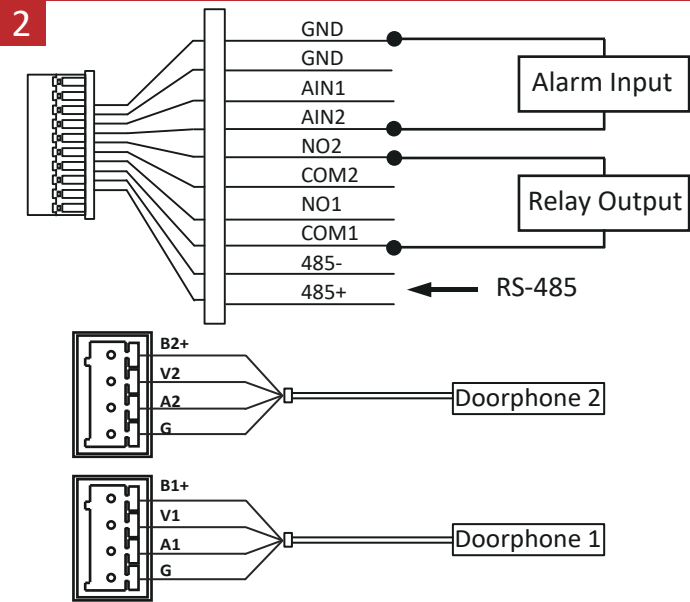 2
GND
GND
AIN1
AIN2
NO2
COM2
NO1
COM1
485-
485+
Alarm Input
Relay Output
RS-485
B2+
V2
A2
G
Doorphone 2
B1+
V1
A1
G
Doorphone 1